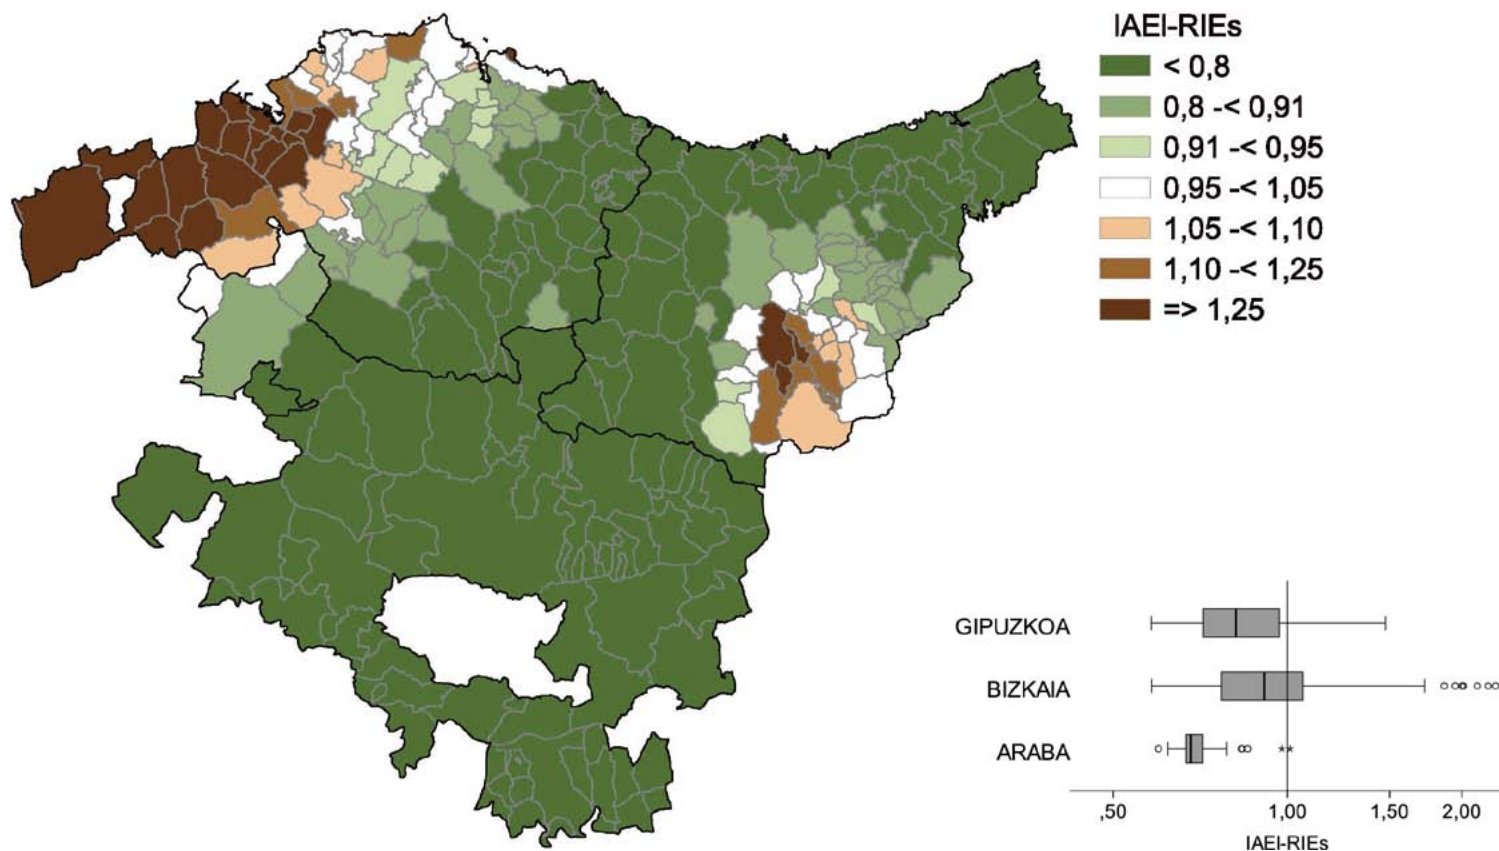 IAEI-RIEs
< 0,8
0,8 -< 0,91
0,91 -< 0,95
0,95 -< 1,05
1,05 -< 1,10
1,10 -< 1,25
=> 1,25
GIPUZKOA
BIZKAIA
ARABA
,50 1,00 1,50 2,00
IAEI-RIEs